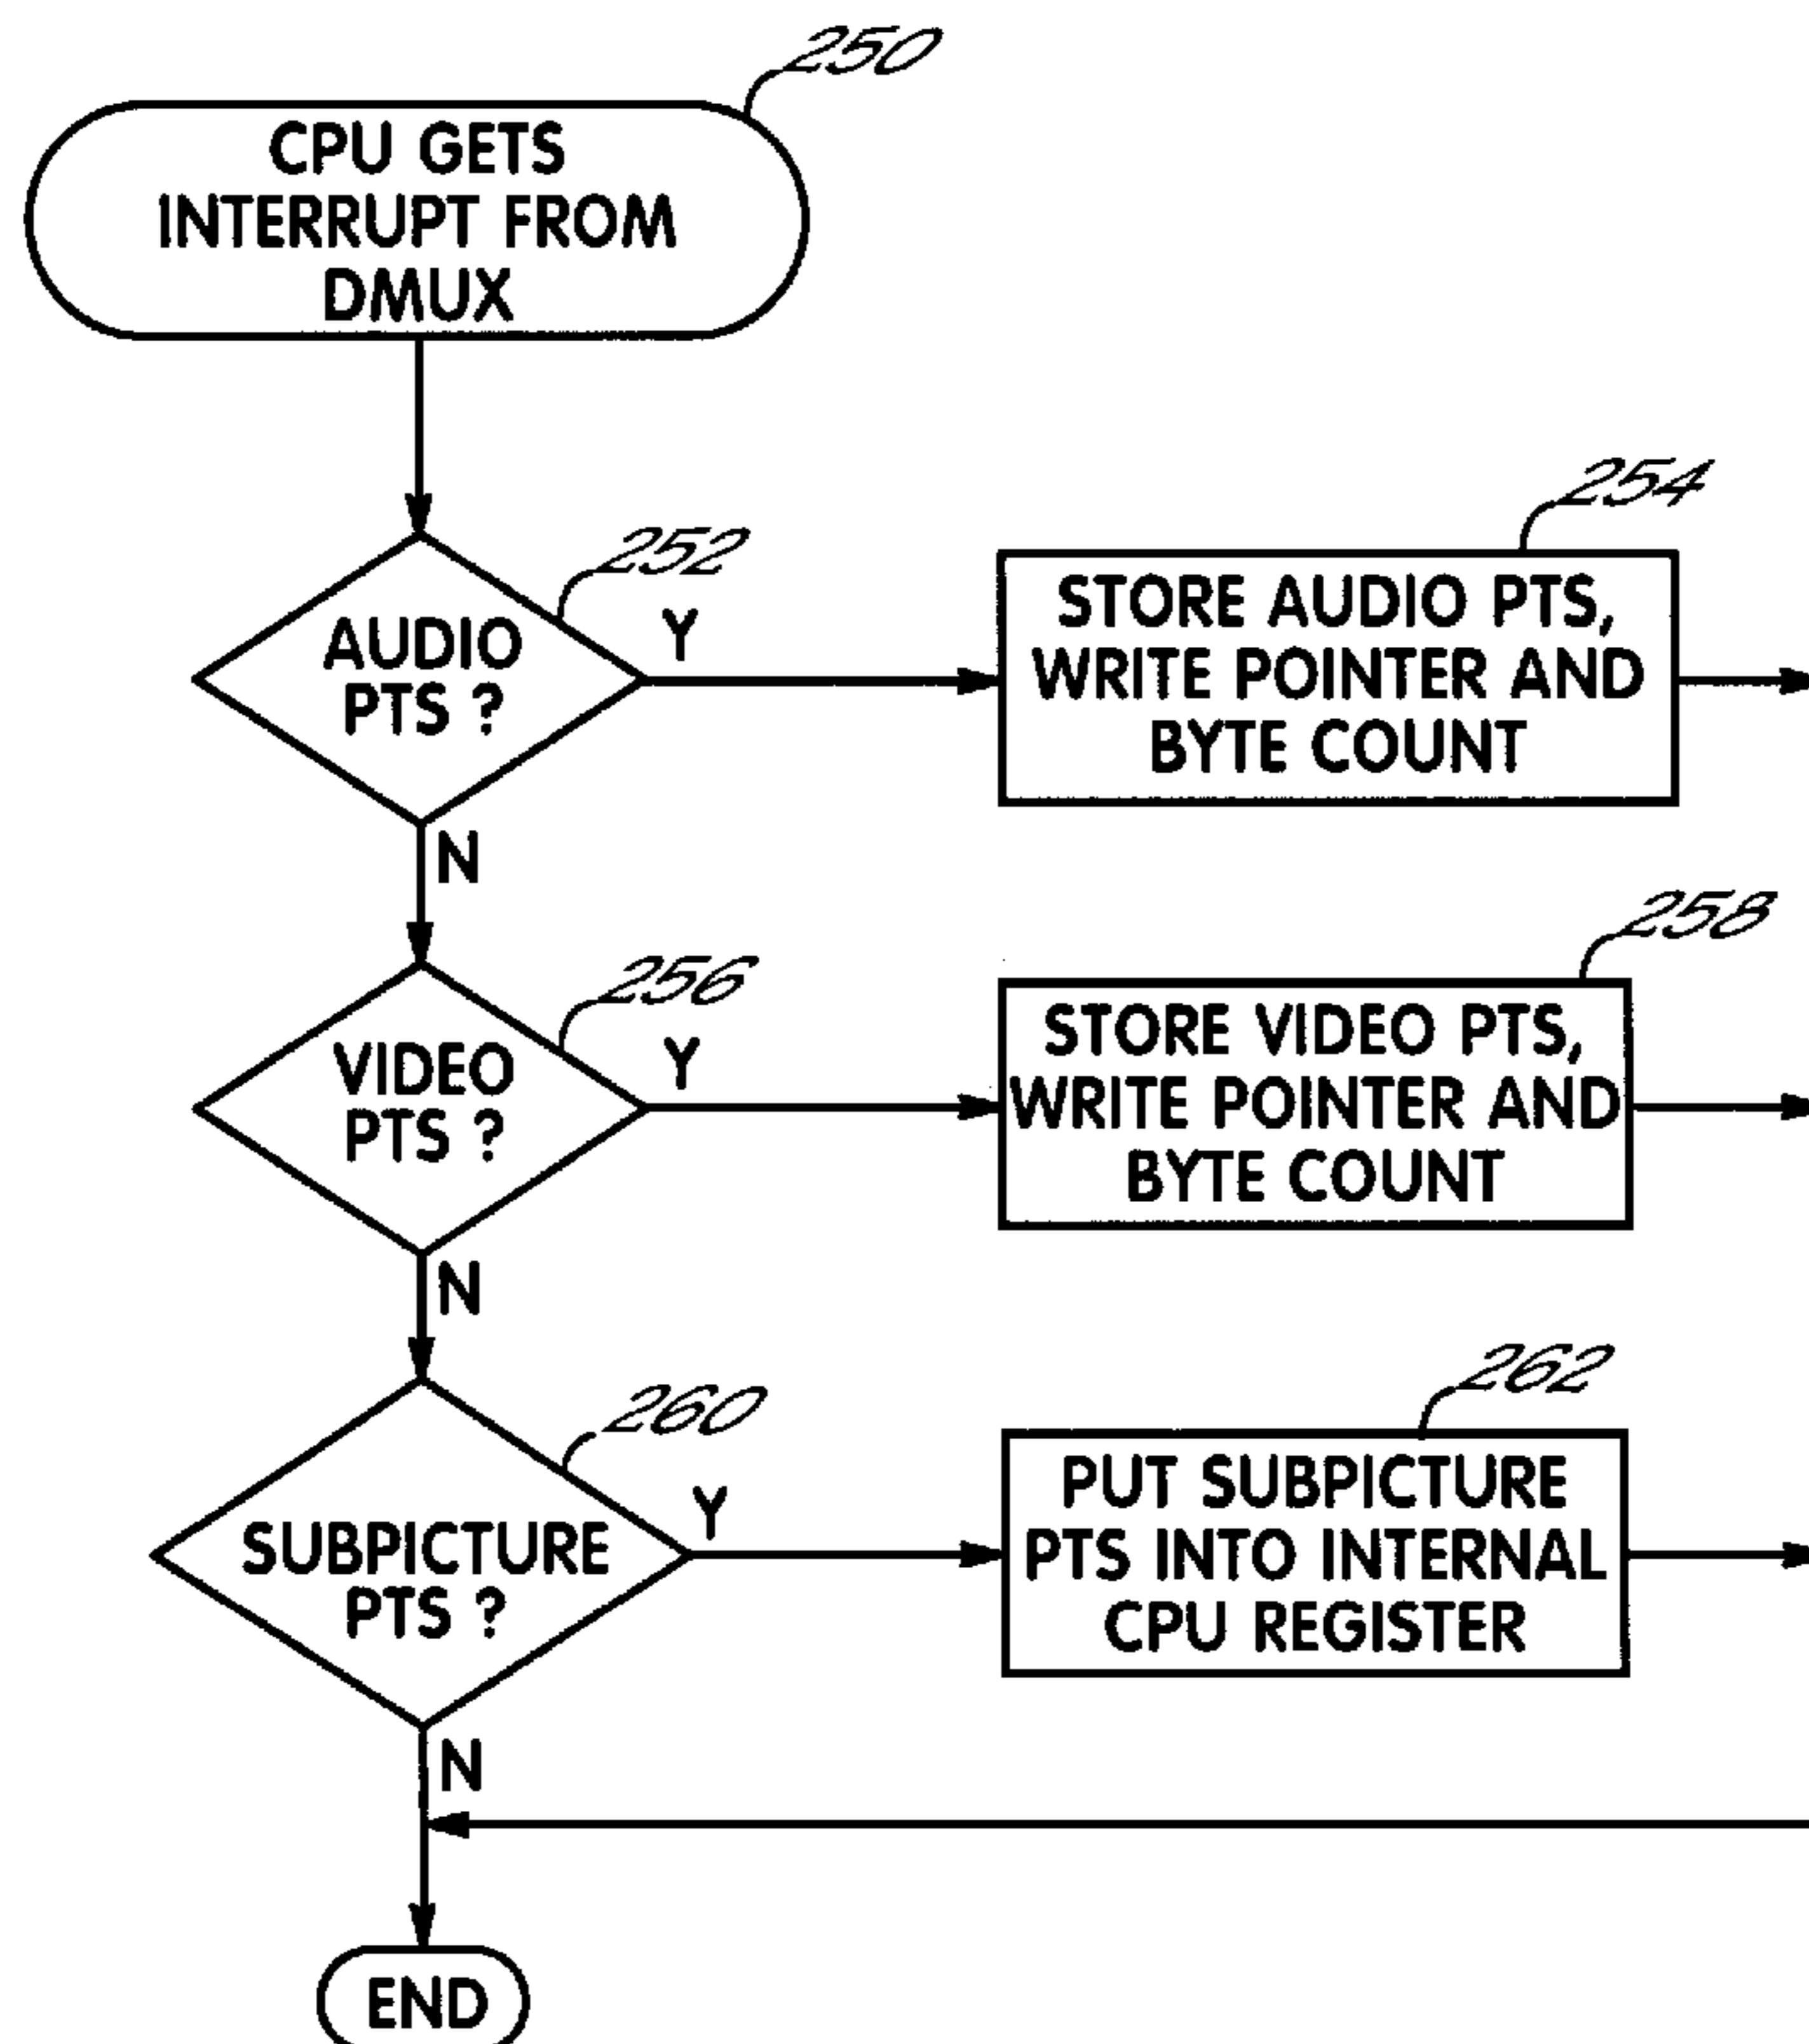 250
CPU GETS
INTERRUPT FROM
DMUX
252
AUDIO
PTS ?
Y
N
254
STORE AUDIO PTS,
WRITE POINTER AND
BYTE COUNT
256
VIDEO
PTS ?
Y
N
258
STORE VIDEO PTS,
WRITE POINTER AND
BYTE COUNT
260
SUBPICTURE
PTS ?
Y
N
262
PUT SUBPICTURE
PTS INTO INTERNAL
CPU REGISTER
END